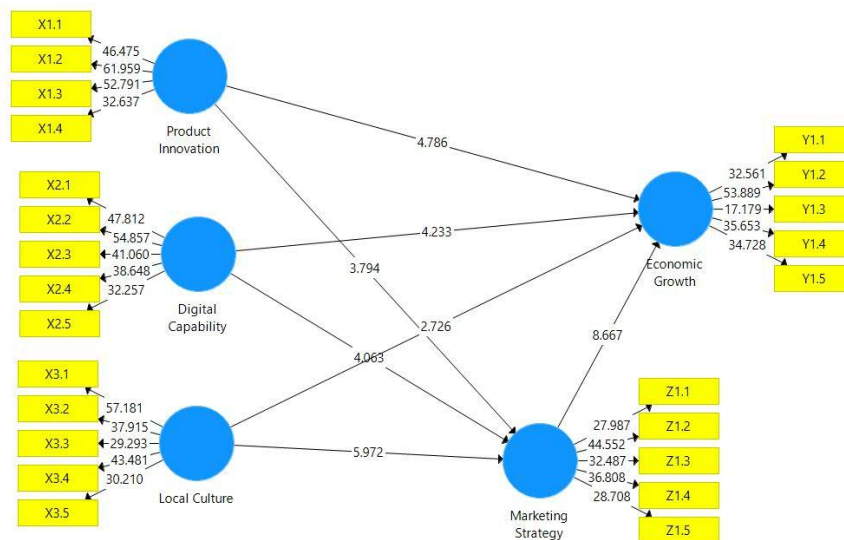 X1.1
X1.2
X1.3
X1.4
46.475
61.959
52.791
32.637
Product
Innovation
X2.1
X2.2
X2.3
X2.4
X2.5
47.812
54.857
41.060
38.648
32.257
Digital
Capability
X3.1
X3.2
X3.3
X3.4
X3.5
57.181
37.915
29.293
43.481
30.210
Local Culture
4.786
4.233
3.794
2.726
4.063
5.972
8.667
Economic
Growth
32.561
53.889
17.179
35.653
34.728
Y1.1
Y1.2
Y1.3
Y1.4
Y1.5
Marketing
Strategy
27.987
44.552
32.487
36.808
28.708
Z1.1
Z1.2
Z1.3
Z1.4
Z1.5